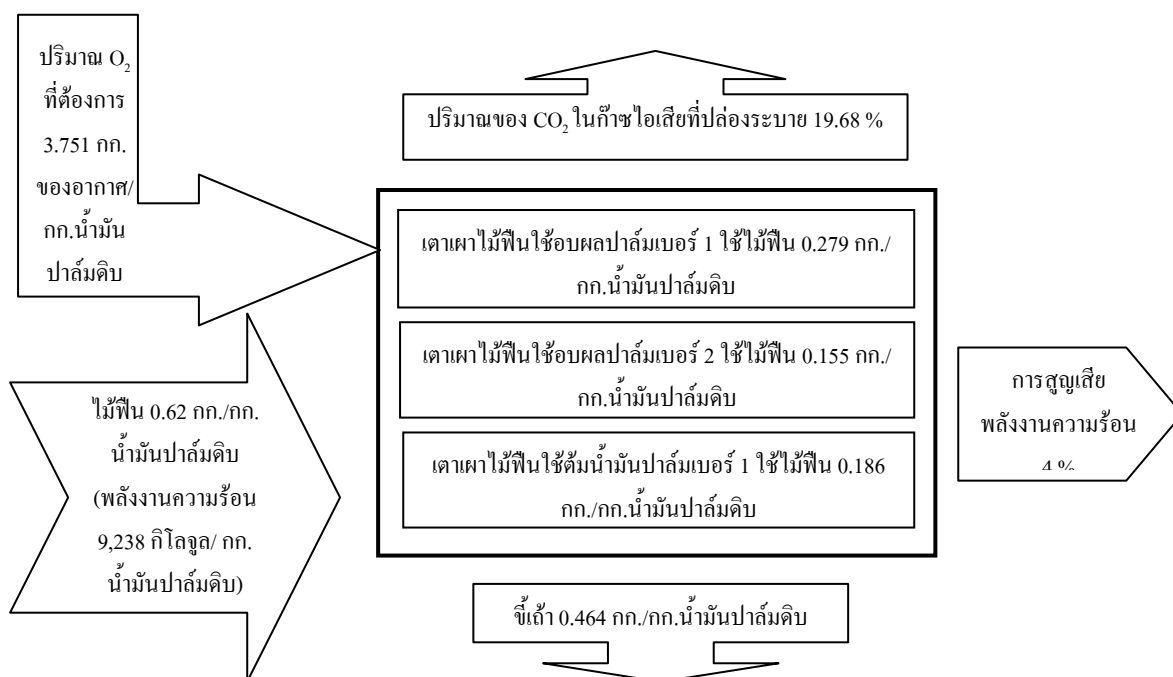 ปริมาณ O₂
ที่ต้องการ
3.751 กก.
ของอากาศ/
กก.น้ำมัน
ปาล์มดิบ
ปริมาณของ CO₂ ในก๊าซไอเสียที่ปล่องระบาย 19.68 %
เตาเผาไม้ฟืนใช้อบผลปาล์มเบอร์ 1 ใช้ไม้ฟืน 0.279 กก./
กก.น้ำมันปาล์มดิบ
เตาเผาไม้ฟืนใช้อบผลปาล์มเบอร์ 2 ใช้ไม้ฟืน 0.155 กก./
กก.น้ำมันปาล์มดิบ
เตาเผาไม้ฟืนใช้ต้มน้ำมันปาล์มเบอร์ 1 ใช้ไม้ฟืน 0.186
กก./กก.น้ำมันปาล์มดิบ
ไม้ฟืน 0.62 กก./กก.
น้ำมันปาล์มดิบ
(พลังงานความร้อน
9,238 กิโลจูล/ กก.
น้ำมันปาล์มดิบ)
การสูญเสีย
พลังงานความร้อน
4 %
ขี้เถ้า 0.464 กก./กก.น้ำมันปาล์มดิบ